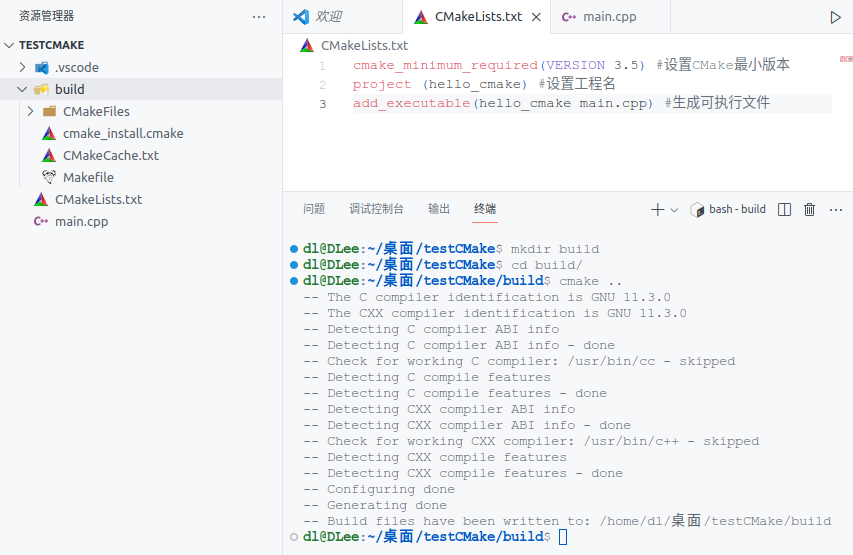 资源管理器 ...
TESTCMAKE
.vscode
build
CMakeFiles
cmake_install.cmake
CMakeCache.txt
Makefile
CMakeLists.txt
C++ main.cpp
欢迎 CMakeLists.txt × C++ main.cpp
CMakeLists.txt
1 cmake_minimum_required(VERSION 3.5) #设置CMake最小版本
2 project (hello_cmake) #设置工程名
3 add_executable(hello_cmake main.cpp) #生成可执行文件
问题 调试控制台 输出 终端 + bash - build ...
dl@DLee:~/桌面/testCMake$ mkdir build
dl@DLee:~/桌面/testCMake$ cd build/
dl@DLee:~/桌面/testCMake/build$ cmake ..
-- The C compiler identification is GNU 11.3.0
-- The CXX compiler identification is GNU 11.3.0
-- Detecting C compiler ABI info
-- Detecting C compiler ABI info - done
-- Check for working C compiler: /usr/bin/cc - skipped
-- Detecting C compile features
-- Detecting C compile features - done
-- Detecting CXX compiler ABI info
-- Detecting CXX compiler ABI info - done
-- Check for working CXX compiler: /usr/bin/c++ - skipped
-- Detecting CXX compile features
-- Detecting CXX compile features - done
-- Configuring done
-- Generating done
-- Build files have been written to: /home/dl/桌面/testCMake/build
dl@DLee:~/桌面/testCMake/build$